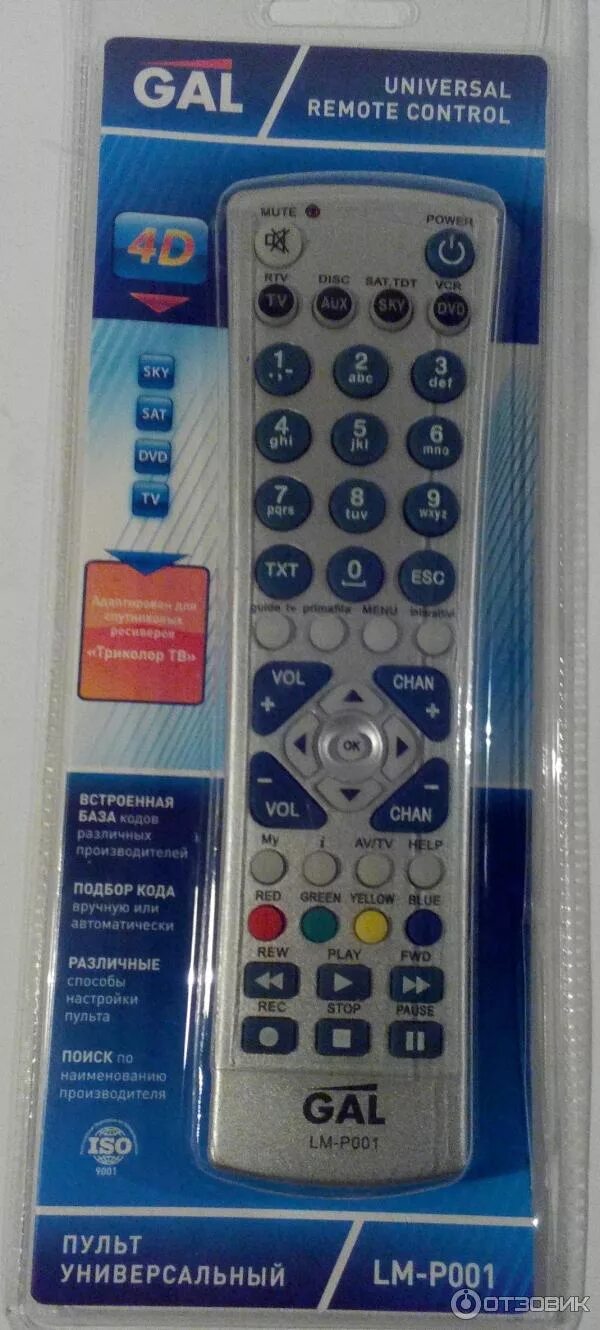 GAL
UNIVERSAL
REMOTE CONTROL
4D
SKY
SAT
DVD
TV
Адаптирован для
спутниковых
ресиверов
«Триколор ТВ»
ВСТРОЕННАЯ
БАЗА кодов
различных
производителей
ПОДБОР КОДА
вручную или
автоматически
РАЗЛИЧНЫЕ
способы
настройки
пульта
ПОИСК по
наименованию
производителя
ISO
9001
MUTE
POWER
RTV DISC SAT,TDT VCR
TV AUX SKY DVD
1 2 3
.,- abc def
4 5 6
ghi jkl mno
7 8 9
pqrs tuv wxyz
TXT 0 ESC
guide tv primafila MENU interattivi
VOL CHAN
+ +
OK
- -
VOL CHAN
My i AV/TV HELP
RED GREEN YELLOW BLUE
REW PLAY FWD
REC STOP PAUSE
GAL
LM-P001
ПУЛЬТ
УНИВЕРСАЛЬНЫЙ
LM-P001
ОТЗОВИК